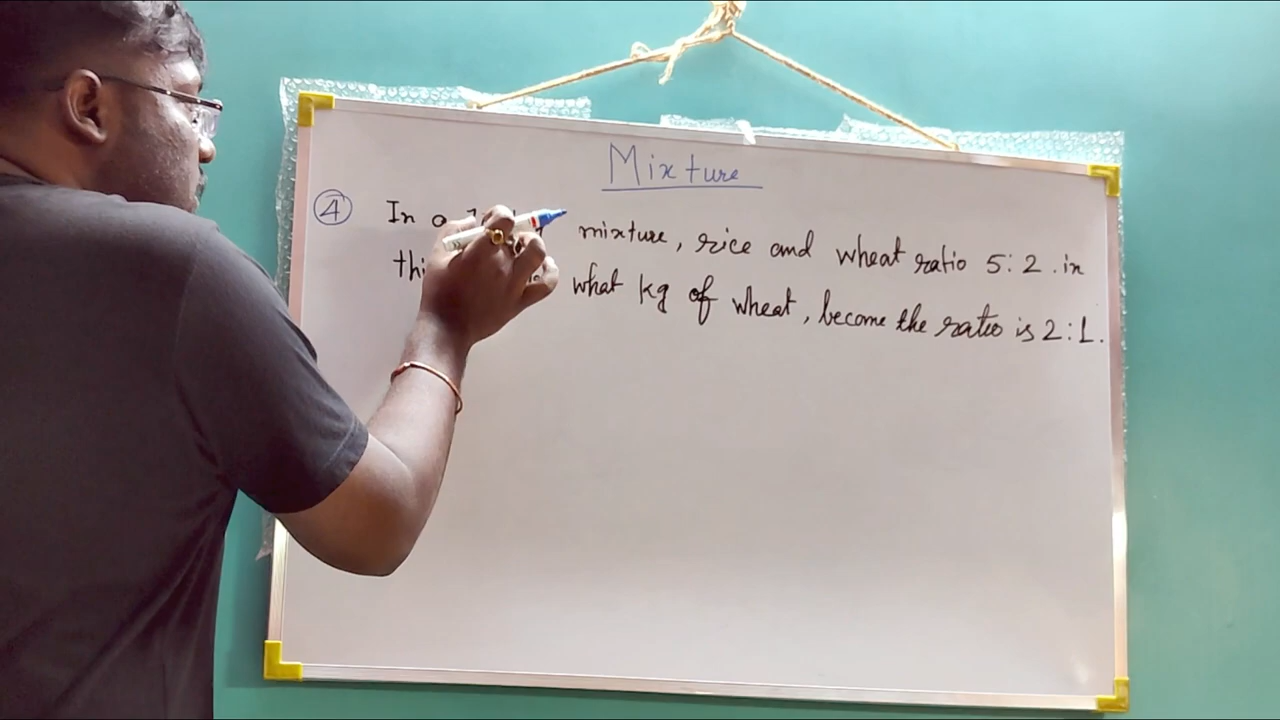 Mixture
④ In a mixture, rice and wheat ratio 5:2. in
what kg of wheat, become the ratio is 2:1.